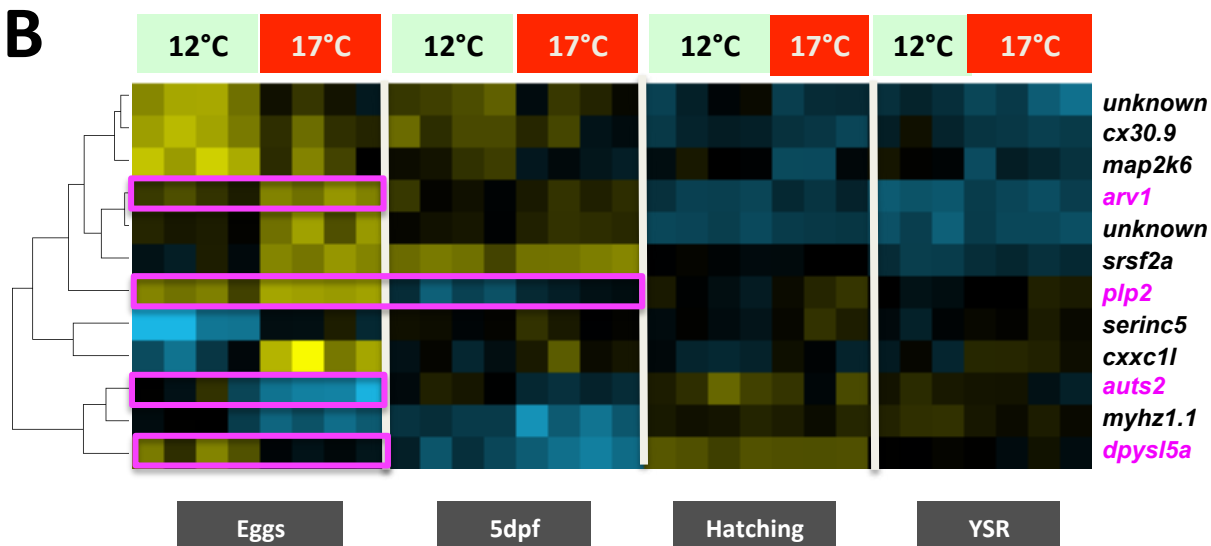 B
12°C 17°C 12°C 17°C 12°C 17°C 12°C 17°C
unknown
cx30.9
map2k6
arv1
unknown
srsf2a
plp2
serinc5
cxxc1l
auts2
myhz1.1
dpysl5a
Eggs 5dpf Hatching YSR